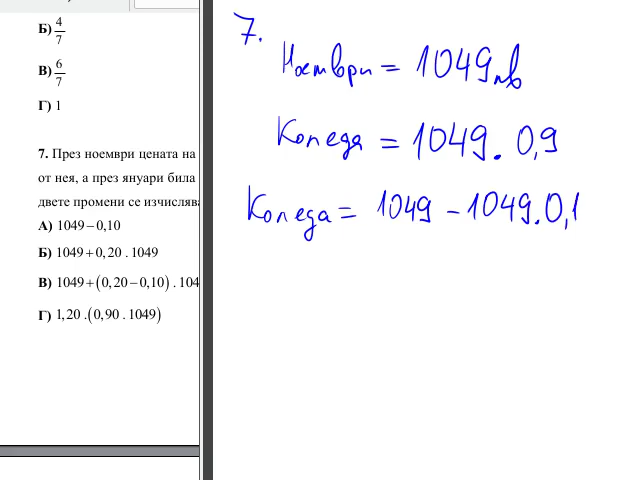 Б) 4/7
В) 6/7
Г) 1
7. През ноември цената на
от нея, а през януари била
двете промени се изчислява
А) 1049−0,10
Б) 1049+0,20 . 1049
В) 1049+(0,20−0,10) . 104
Г) 1,20 .(0,90 . 1049)
7.
Ноември = 1049лв
Коледа = 1049 . 0,9
Коледа = 1049 − 1049.0,1